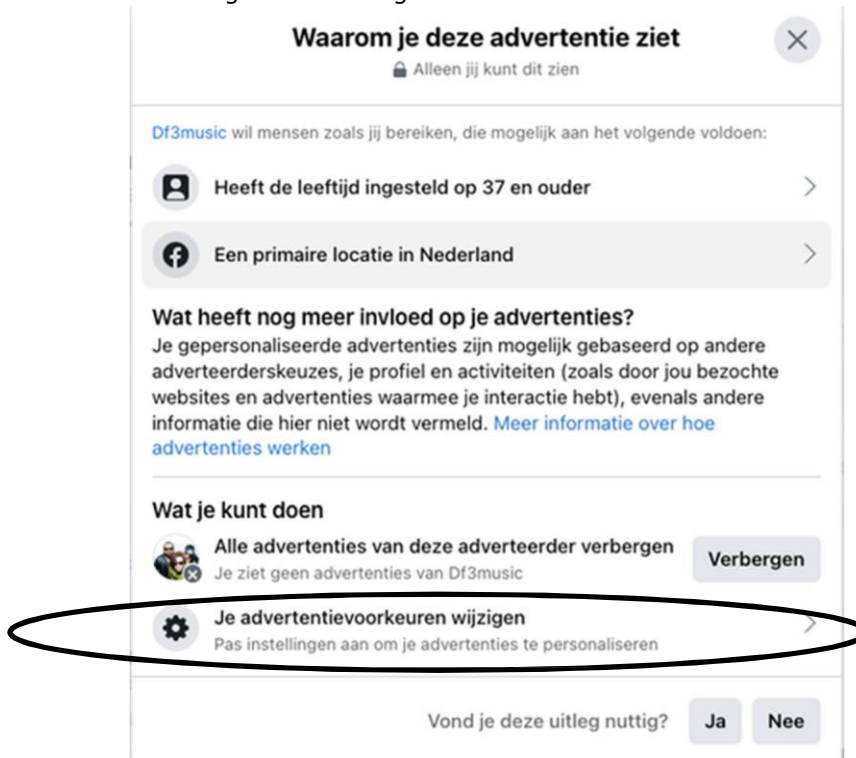 Waarom je deze advertentie ziet
Alleen jij kunt dit zien
Df3music wil mensen zoals jij bereiken, die mogelijk aan het volgende voldoen:
Heeft de leeftijd ingesteld op 37 en ouder
Een primaire locatie in Nederland
Wat heeft nog meer invloed op je advertenties?
Je gepersonaliseerde advertenties zijn mogelijk gebaseerd op andere
adverteerderskeuzes, je profiel en activiteiten (zoals door jou bezochte
websites en advertenties waarmee je interactie hebt), evenals andere
informatie die hier niet wordt vermeld. Meer informatie over hoe
advertenties werken
Wat je kunt doen
Alle advertenties van deze adverteerder verbergen
Je ziet geen advertenties van Df3music
Verbergen
Je advertentievoorkeuren wijzigen
Pas instellingen aan om je advertenties te personaliseren
Vond je deze uitleg nuttig? Ja Nee